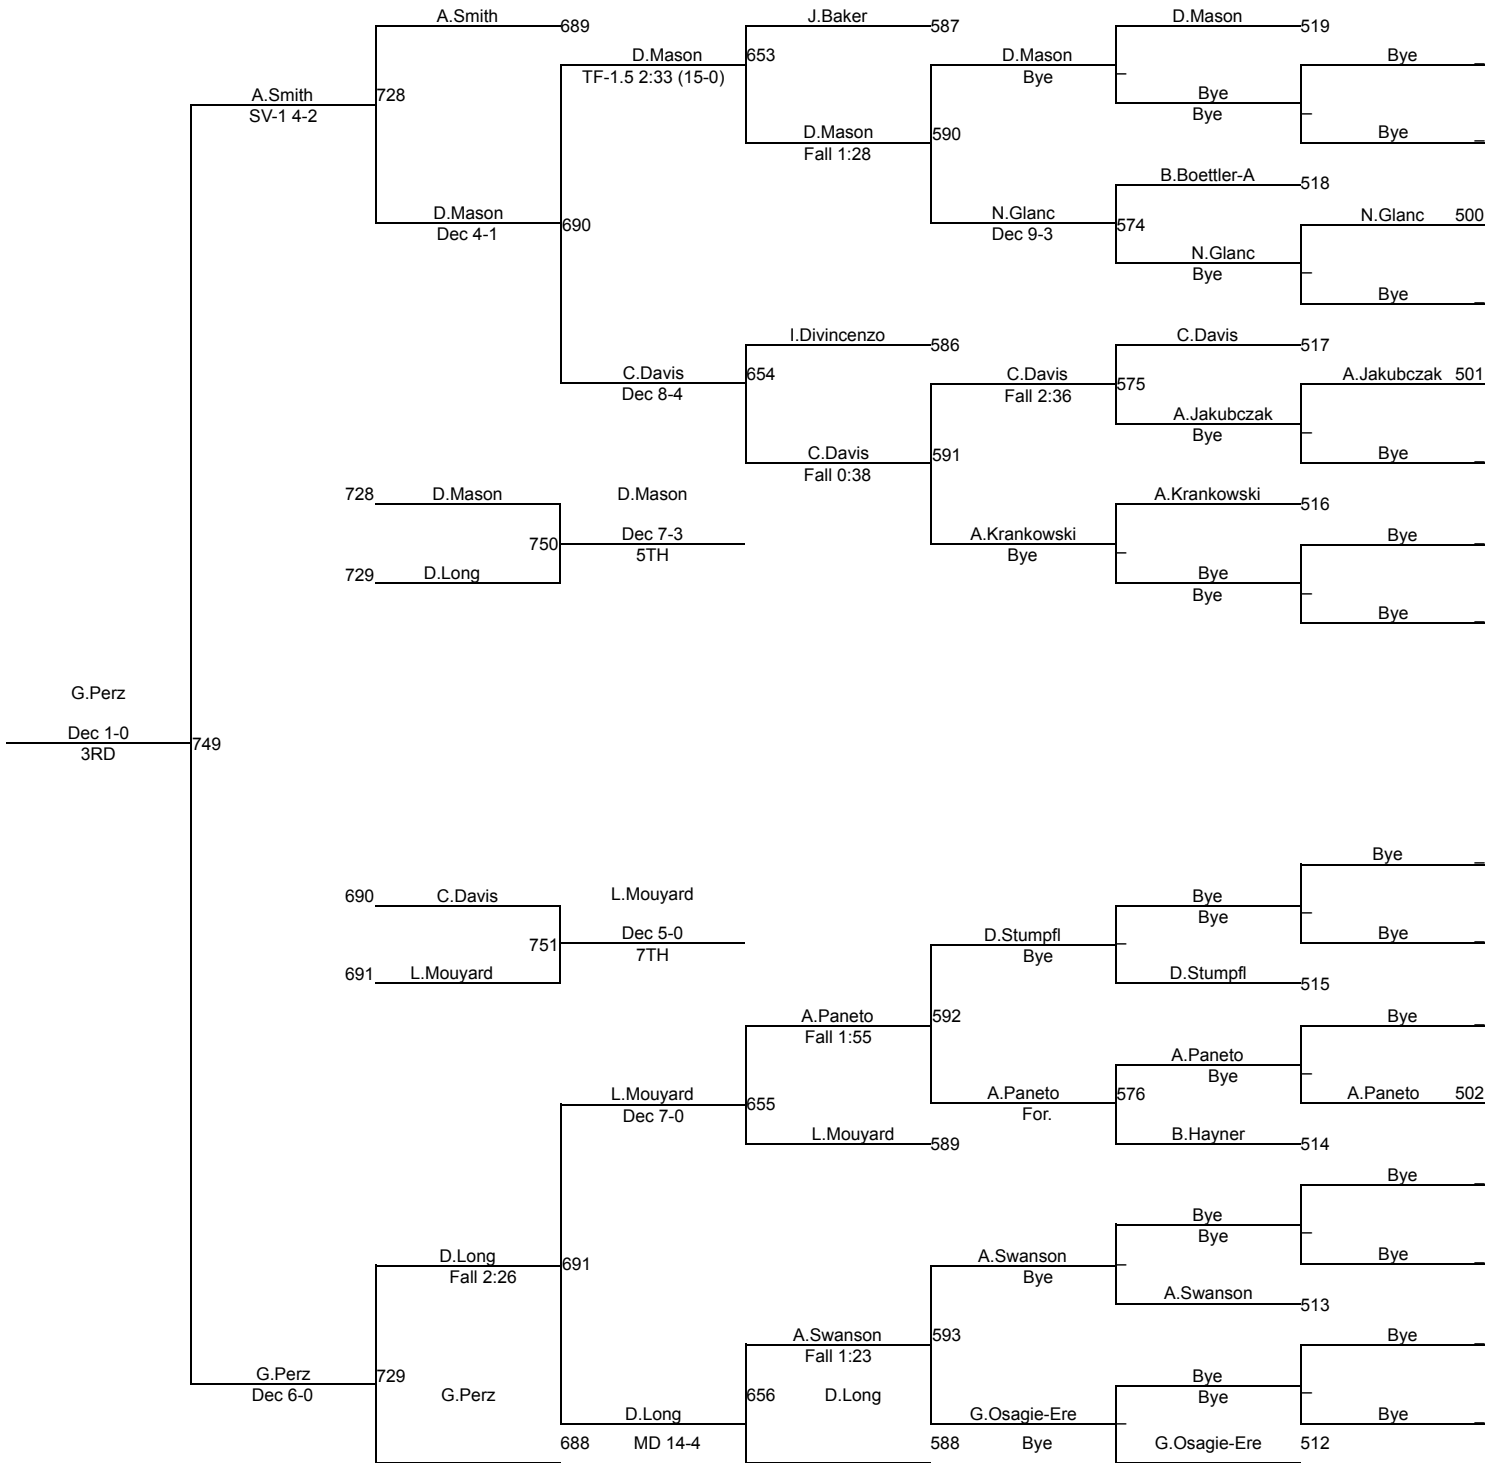 A.Smith 689
J.Baker 587
D.Mason 519
D.Mason 653
TF-1.5 2:33 (15-0)
D.Mason
Bye
Bye
A.Smith 728
SV-1 4-2
Bye
Bye
D.Mason 590
Fall 1:28
Bye
B.Boettler-A 518
D.Mason 690
Dec 4-1
N.Glanc 574
Dec 9-3
N.Glanc 500
N.Glanc
Bye
Bye
I.Divincenzo 586
C.Davis 517
C.Davis 654
Dec 8-4
C.Davis 575
Fall 2:36
A.Jakubczak 501
A.Jakubczak
Bye
C.Davis 591
Fall 0:38
Bye
728 D.Mason
D.Mason
A.Krankowski 516
750 Dec 7-3
5TH
A.Krankowski
Bye
Bye
729 D.Long
Bye
Bye
Bye
G.Perz
Dec 1-0 749
3RD
Bye
690 C.Davis
L.Mouyard
Bye
Bye
751 Dec 5-0
7TH
D.Stumpfl
Bye
Bye
691 L.Mouyard
D.Stumpfl 515
A.Paneto 592
Fall 1:55
Bye
A.Paneto
Bye
L.Mouyard 655
Dec 7-0
A.Paneto 576
For.
A.Paneto 502
L.Mouyard 589
B.Hayner 514
Bye
Bye
Bye
D.Long 691
Fall 2:26
A.Swanson
Bye
Bye
A.Swanson 513
A.Swanson 593
Fall 1:23
Bye
G.Perz 729
Dec 6-0
G.Perz
656 D.Long
Bye
Bye
D.Long
G.Osagie-Ere
Bye
688 MD 14-4
588 Bye
G.Osagie-Ere 512